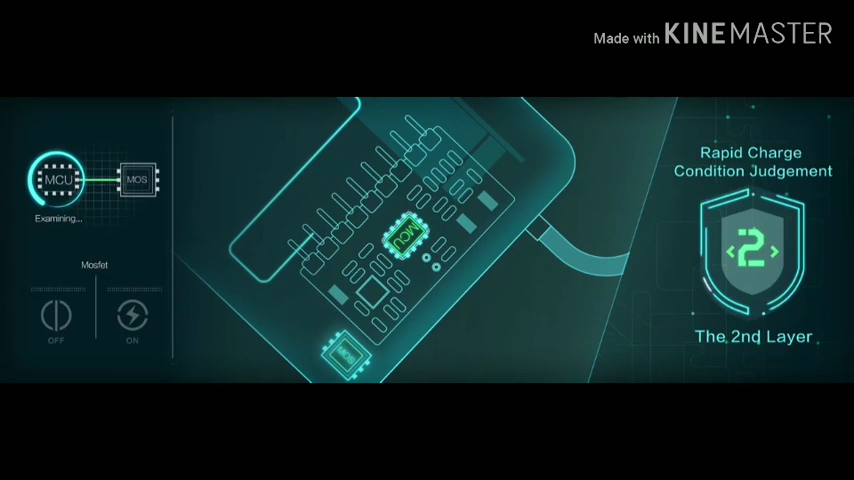 Made with KINEMASTER
MCU
MOS
Examining...
Mosfet
OFF
ON
MCU
MOS
Rapid Charge
Condition Judgement
2
The 2nd Layer